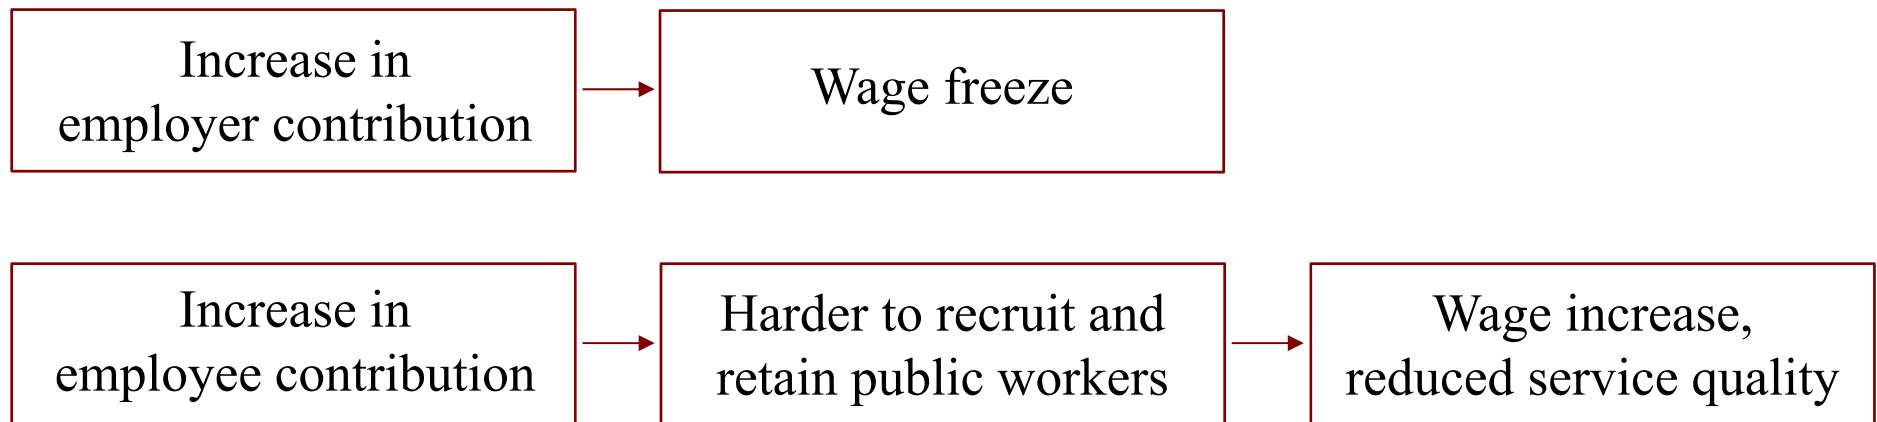 Increase in
employer contribution
Wage freeze
Increase in
employee contribution
Harder to recruit and
retain public workers
Wage increase,
reduced service quality